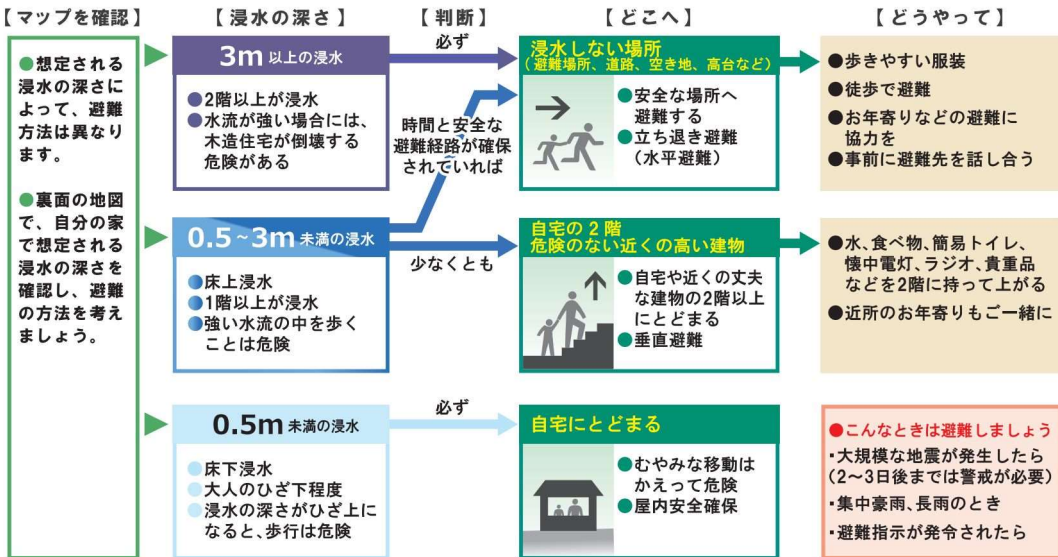 【マップを確認】
【浸水の深さ】
【判断】
【どこへ】
【どうやって】
●想定される
浸水の深さに
よって、避難
方法は異なり
ます。
●裏面の地図
で、自分の家
で想定される
浸水の深さを
確認し、避難
の方法を考え
ましょう。
3m以上の浸水
●2階以上が浸水
●水流が強い場合には、
木造住宅が倒壊する
危険がある
必ず
時間と安全な
避難経路が確保
されていれば
浸水しない場所
（避難場所、道路、空き地、高台など）
●安全な場所へ
避難する
●立ち退き避難
（水平避難）
●歩きやすい服装
●徒歩で避難
●お年寄りなどの避難に
協力を
●事前に避難先を話し合う
0.5~3m未満の浸水
●床上浸水
●1階以上が浸水
●強い水流の中を歩く
ことは危険
少なくとも
自宅の2階
危険のない近くの高い建物
●自宅や近くの丈夫
な建物の2階以上
にとどまる
●垂直避難
●水、食べ物、簡易トイレ、
懐中電灯、ラジオ、貴重品
などを2階に持って上がる
●近所のお年寄りもご一緒に
0.5m未満の浸水
●床下浸水
●大人のひざ下程度
●浸水の深さがひざ上に
なると、歩行は危険
必ず
自宅にとどまる
●むやみな移動は
かえって危険
●屋内安全確保
●こんなときは避難しましょう
・大規模な地震が発生したら
（2～3日後までは警戒が必要）
・集中豪雨、長雨のとき
・避難指示が発令されたら